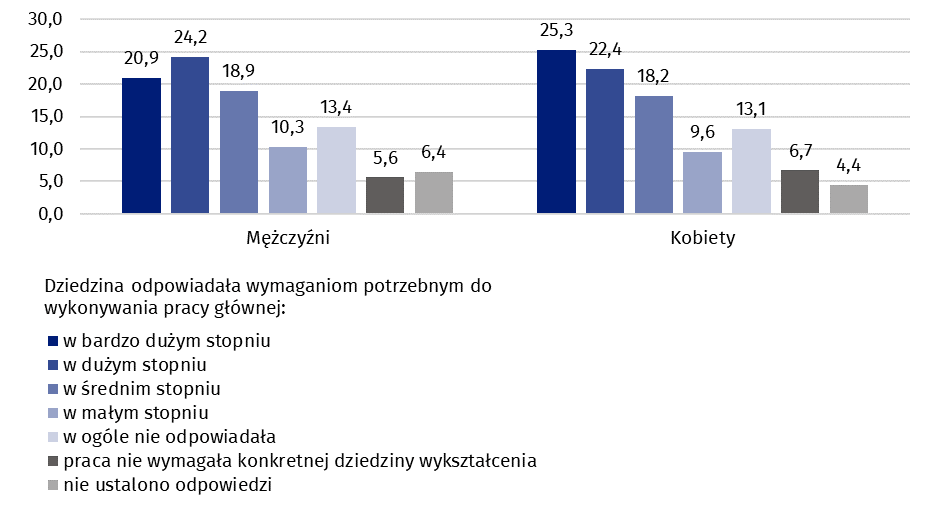 30,0
25,0
20,0
15,0
10,0
5,0
0,0
20,9
24,2
18,9
10,3
13,4
5,6
6,4
25,3
22,4
18,2
9,6
13,1
6,7
4,4
Mężczyźni
Kobiety
Dziedzina odpowiadała wymaganiom potrzebnym do
wykonywania pracy głównej:
w bardzo dużym stopniu
w dużym stopniu
w średnim stopniu
w małym stopniu
w ogóle nie odpowiadała
praca nie wymagała konkretnej dziedziny wykształcenia
nie ustalono odpowiedzi